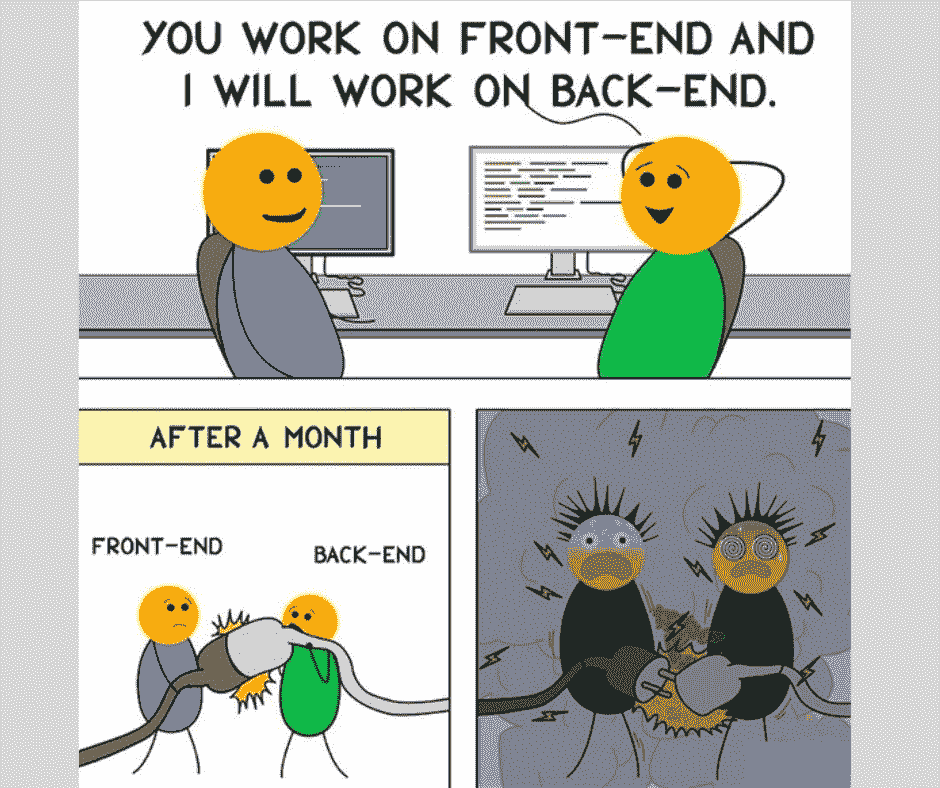 YOU WORK ON FRONT-END AND
I WILL WORK ON BACK-END.
AFTER A MONTH
FRONT-END
BACK-END